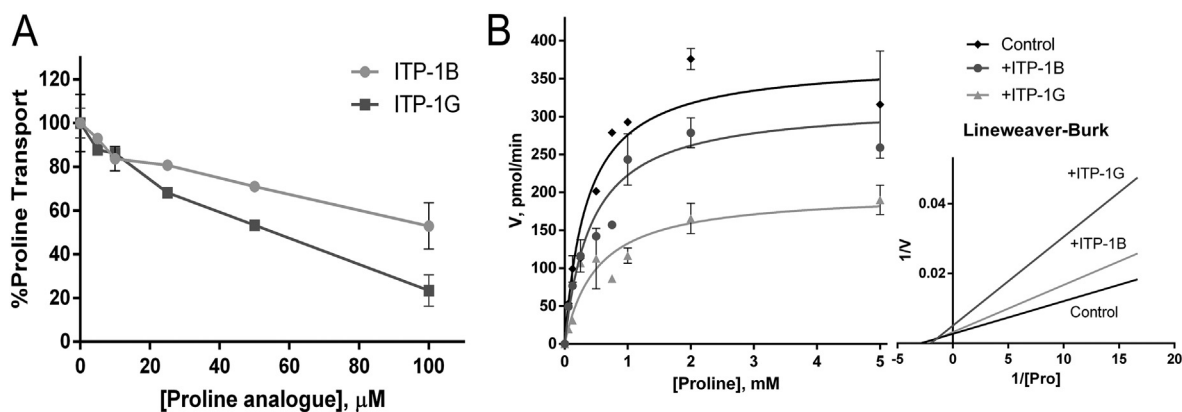 A
ITP-1B
ITP-1G
%Proline Transport
120
100
80
60
40
20
0
0
20
40
60
80
100
[Proline analogue], μM
B
V, pmol/min
400
350
300
250
200
150
100
50
0
0
1
2
3
4
5
[Proline], mM
Control
+ITP-1B
+ITP-1G
Lineweaver-Burk
1/V
0.04
0.02
+ITP-1G
+ITP-1B
Control
-5
0
5
10
15
20
1/[Pro]